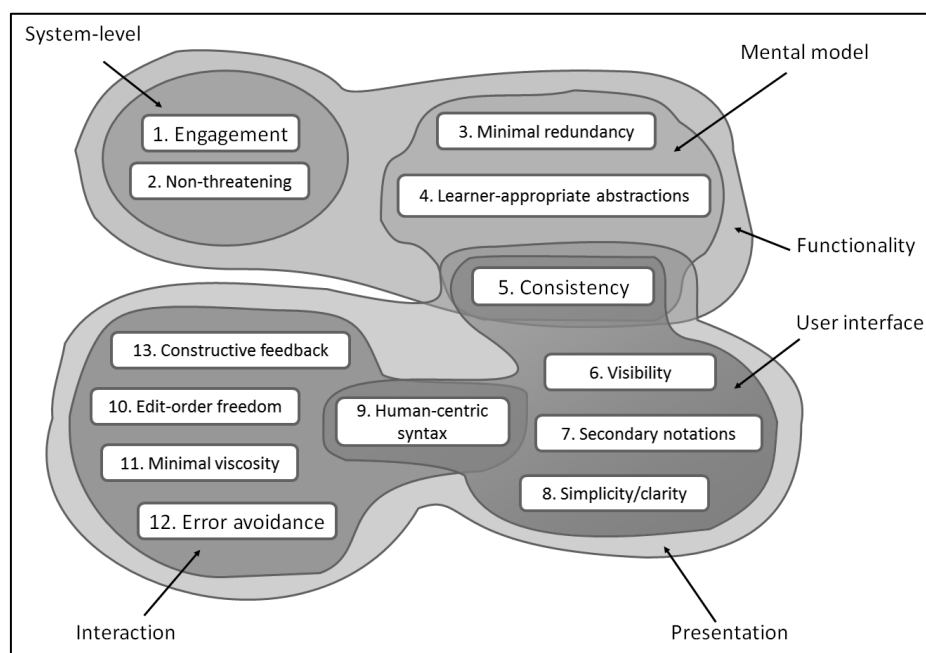 System-level
Mental model
1. Engagement
2. Non-threatening
3. Minimal redundancy
4. Learner-appropriate abstractions
Functionality
5. Consistency
User interface
13. Constructive feedback
6. Visibility
10. Edit-order freedom
9. Human-centric
syntax
7. Secondary notations
11. Minimal viscosity
8. Simplicity/clarity
12. Error avoidance
Interaction
Presentation